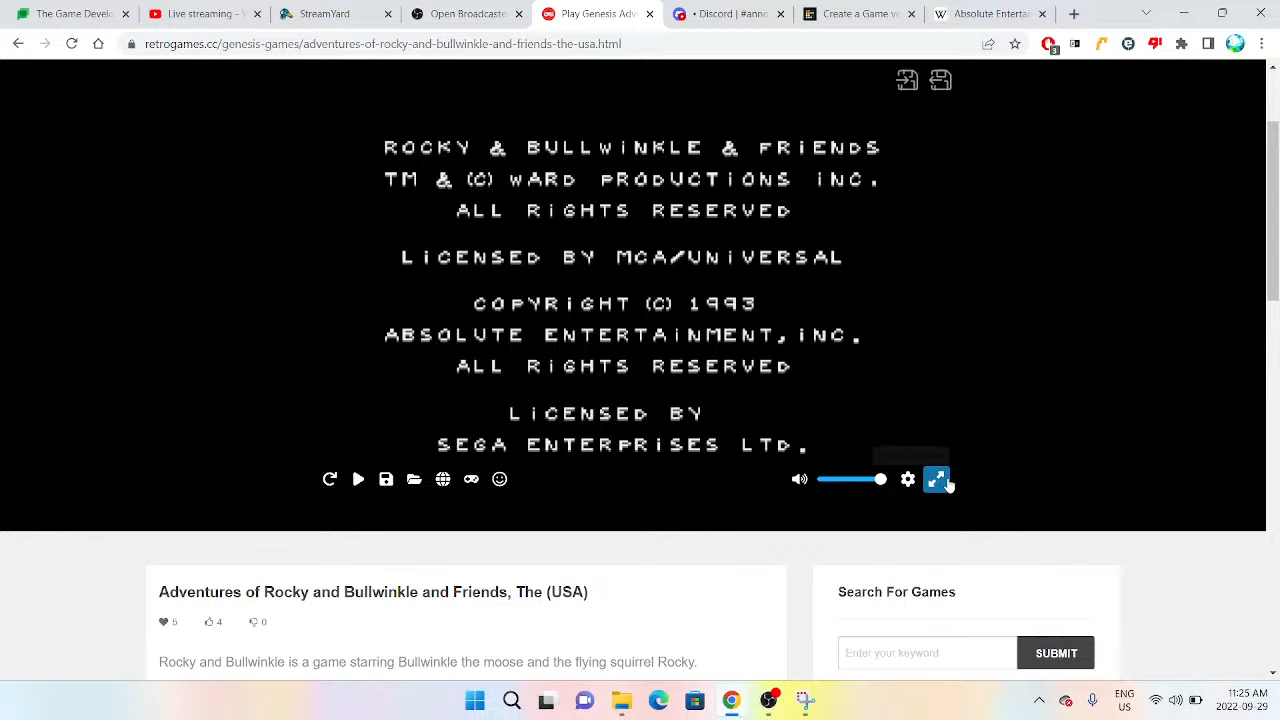 The Game Develo
Live streaming -
StreamYard
Open Broadcaste
Play Genesis Adv
• Discord | #anno
Creation Game ve
Absolute Enterta
retrogames.cc/genesis-games/adventure-of-rocky-and-bullwinkle-and-friends-the-usa.html
3
ROCKY & BULLWiNKLE & FRiENDS
TM & (C) WARD PRODUCTiONS iNC.
ALL RiGHTS RESERVED
LiCENSED BY MCA/UNiVERSAL
COPYRiGHT (C) 1993
ABSOLUTE ENTERTAiNMENT,iNC.
ALL RiGHTS RESERVED
LiCENSED BY
SEGA ENTERPRiSES LTD.
Adventures of Rocky and Bullwinkle and Friends, The (USA)
5 4 0
Rocky and Bullwinkle is a game starring Bullwinkle the moose and the flying squirrel Rocky.
Search For Games
Enter your keyword
SUBMIT
ENG
US
11:25 AM
2022-09-29